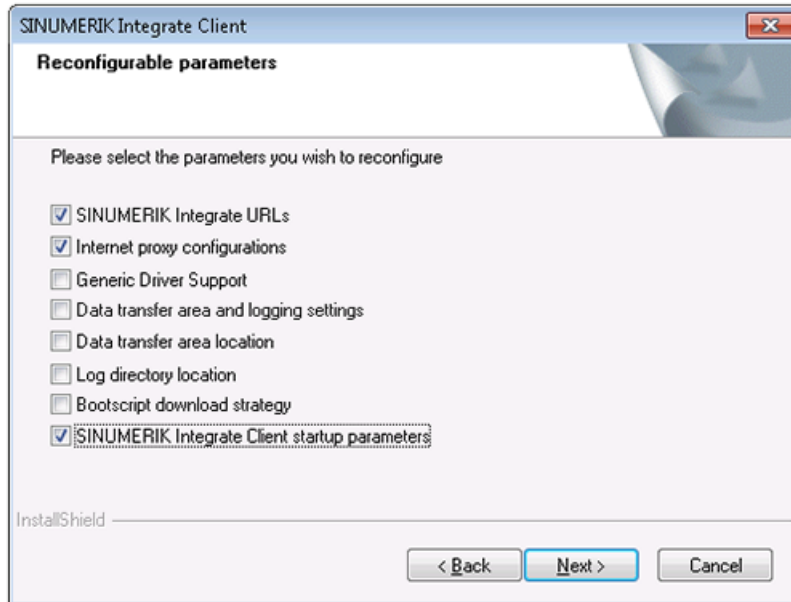 SINUMERIK Integrate Client
Reconfigurable parameters
Please select the parameters you wish to reconfigure
SINUMERIK Integrate URLs
Internet proxy configurations
Generic Driver Support
Data transfer area and logging settings
Data transfer area location
Log directory location
Bootscript download strategy
SINUMERIK Integrate Client startup parameters
InstallShield
< Back
Next >
Cancel